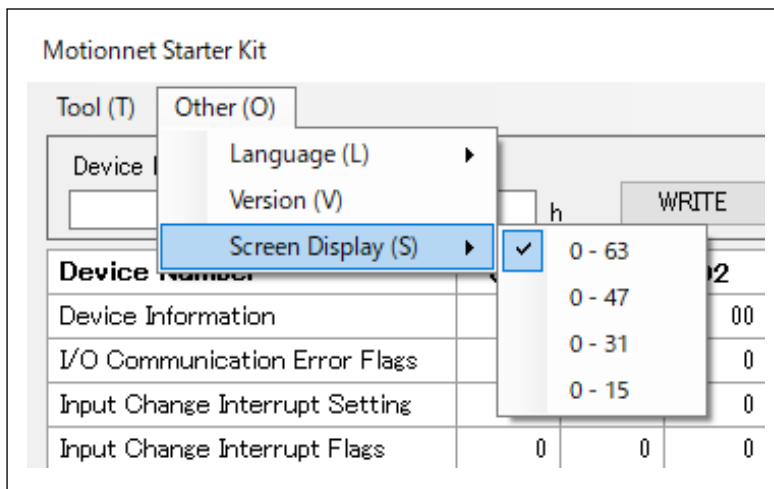 Motionnet Starter Kit
Tool (T) Other (O)
Language (L)
Device
Version (V)
h WRITE
Screen Display (S)
0 - 63
Device Number
0 - 47
Device Information 00
0 - 31
I/O Communication Error Flags 0
0 - 15
Input Change Interrupt Setting 0
Input Change Interrupt Flags 0 0 0